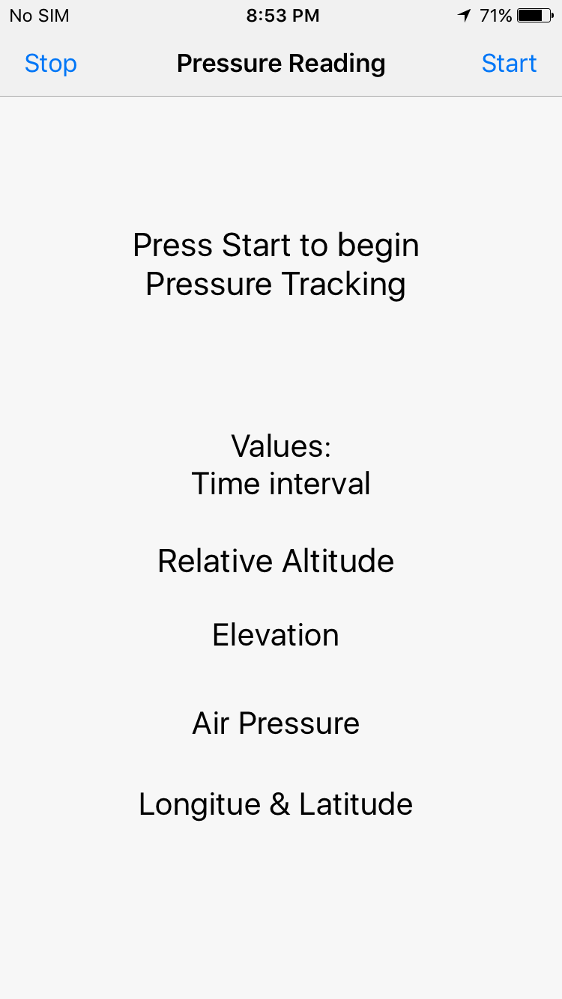 No SIM 8:53 PM 71%
Stop Pressure Reading Start
Press Start to begin
Pressure Tracking
Values:
Time interval
Relative Altitude
Elevation
Air Pressure
Longitue & Latitude